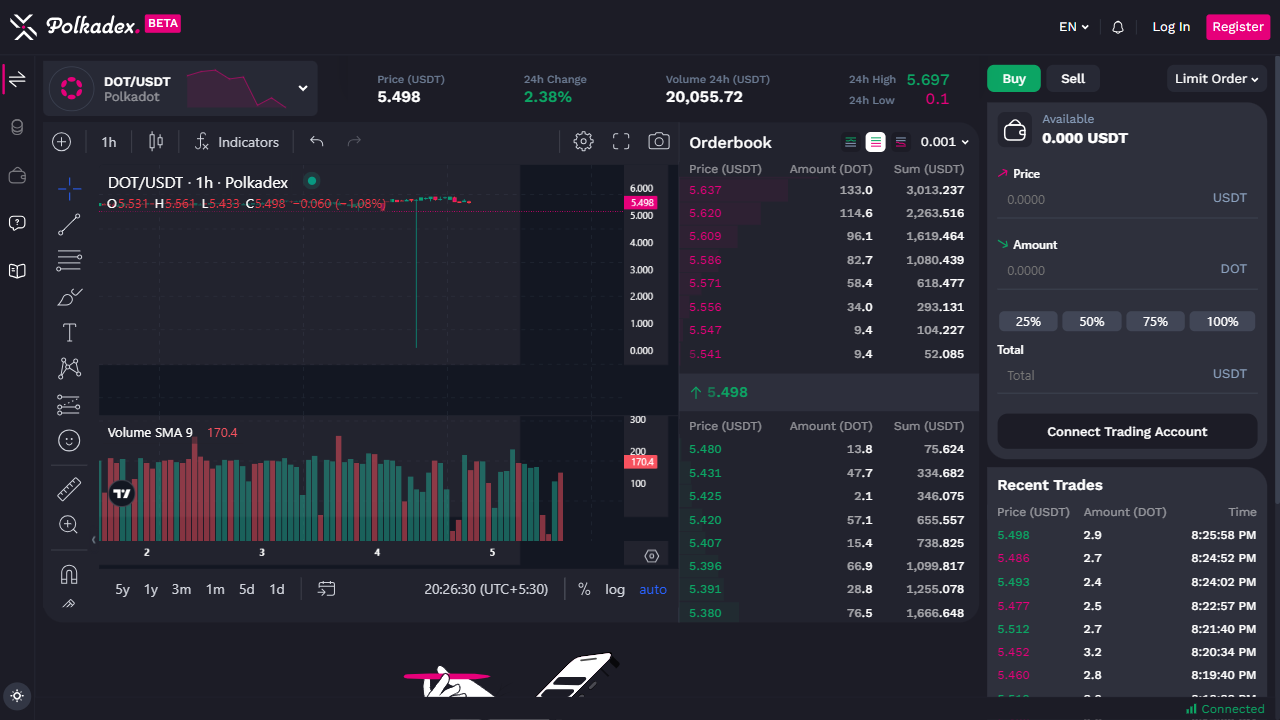 Polkadex. BETA
EN
Log In
Register
DOT/USDT
Polkadot
Price (USDT)
5.498
24h Change
2.38%
Volume 24h (USDT)
20,055.72
24h High 5.697
24h Low 0.1
Buy
Sell
Limit Order
1h
Indicators
DOT/USDT · 1h · Polkadex
O5.531 H5.561 L5.433 C5.498 −0.060 (−1.08%)
6.000
5.498
5.000
4.000
3.000
2.000
1.000
0.000
Volume SMA 9 170.4
300
200
170.4
100
2 3 4 5
5y 1y 3m 1m 5d 1d
20:26:30 (UTC+5:30)
% log auto
Orderbook
0.001
Price (USDT) Amount (DOT) Sum (USDT)
5.637 133.0 3,013.237
5.620 114.6 2,263.516
5.609 96.1 1,619.464
5.586 82.7 1,080.439
5.571 58.4 618.477
5.556 34.0 293.131
5.547 9.4 104.227
5.541 9.4 52.085
5.498
Price (USDT) Amount (DOT) Sum (USDT)
5.480 13.8 75.624
5.431 47.7 334.682
5.425 2.1 346.075
5.420 57.1 655.557
5.407 15.4 738.825
5.396 66.9 1,099.817
5.391 28.8 1,255.078
5.380 76.5 1,666.648
Available
0.000 USDT
Price
0.0000 USDT
Amount
0.0000 DOT
25% 50% 75% 100%
Total
Total USDT
Connect Trading Account
Recent Trades
Price (USDT) Amount (DOT) Time
5.498 2.9 8:25:58 PM
5.486 2.7 8:24:52 PM
5.493 2.4 8:24:02 PM
5.477 2.5 8:22:57 PM
5.512 2.7 8:21:40 PM
5.452 3.2 8:20:34 PM
5.460 2.8 8:19:40 PM
Connected